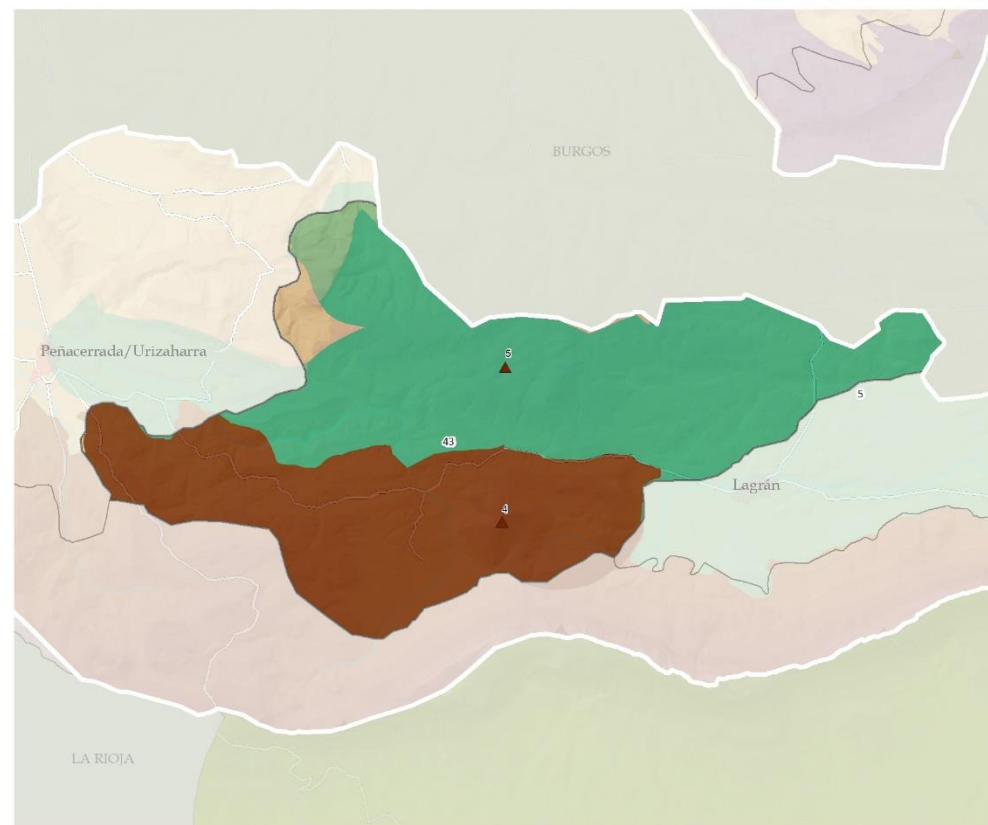 BURGOS
Peñacerrada/Urizaharra
5
5
43
Lagrán
4
LA RIOJA